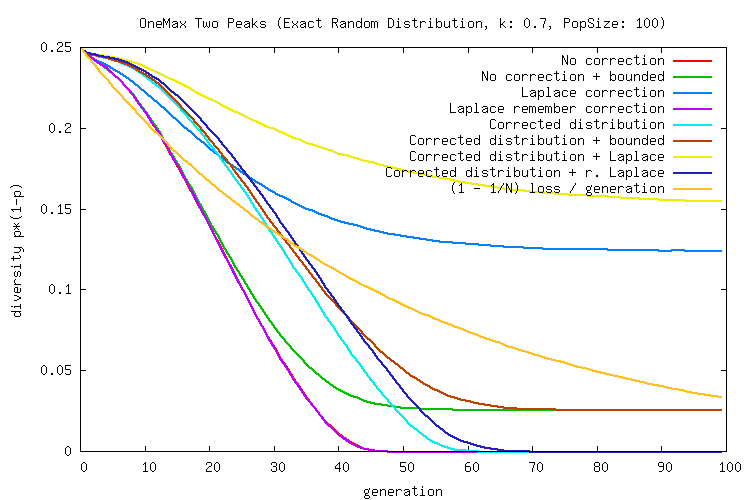 OneMax Two Peaks (Exact Random Distribution, k: 0.7, PopSize: 100)
No correction
No correction + bounded
Laplace correction
Laplace remember correction
Corrected distribution
Corrected distribution + bounded
Corrected distribution + Laplace
Corrected distribution + r. Laplace
(1 - 1/N) loss / generation
diversity p*(1-p)
0.25
0.2
0.15
0.1
0.05
0
0 10 20 30 40 50 60 70 80 90 100
generation